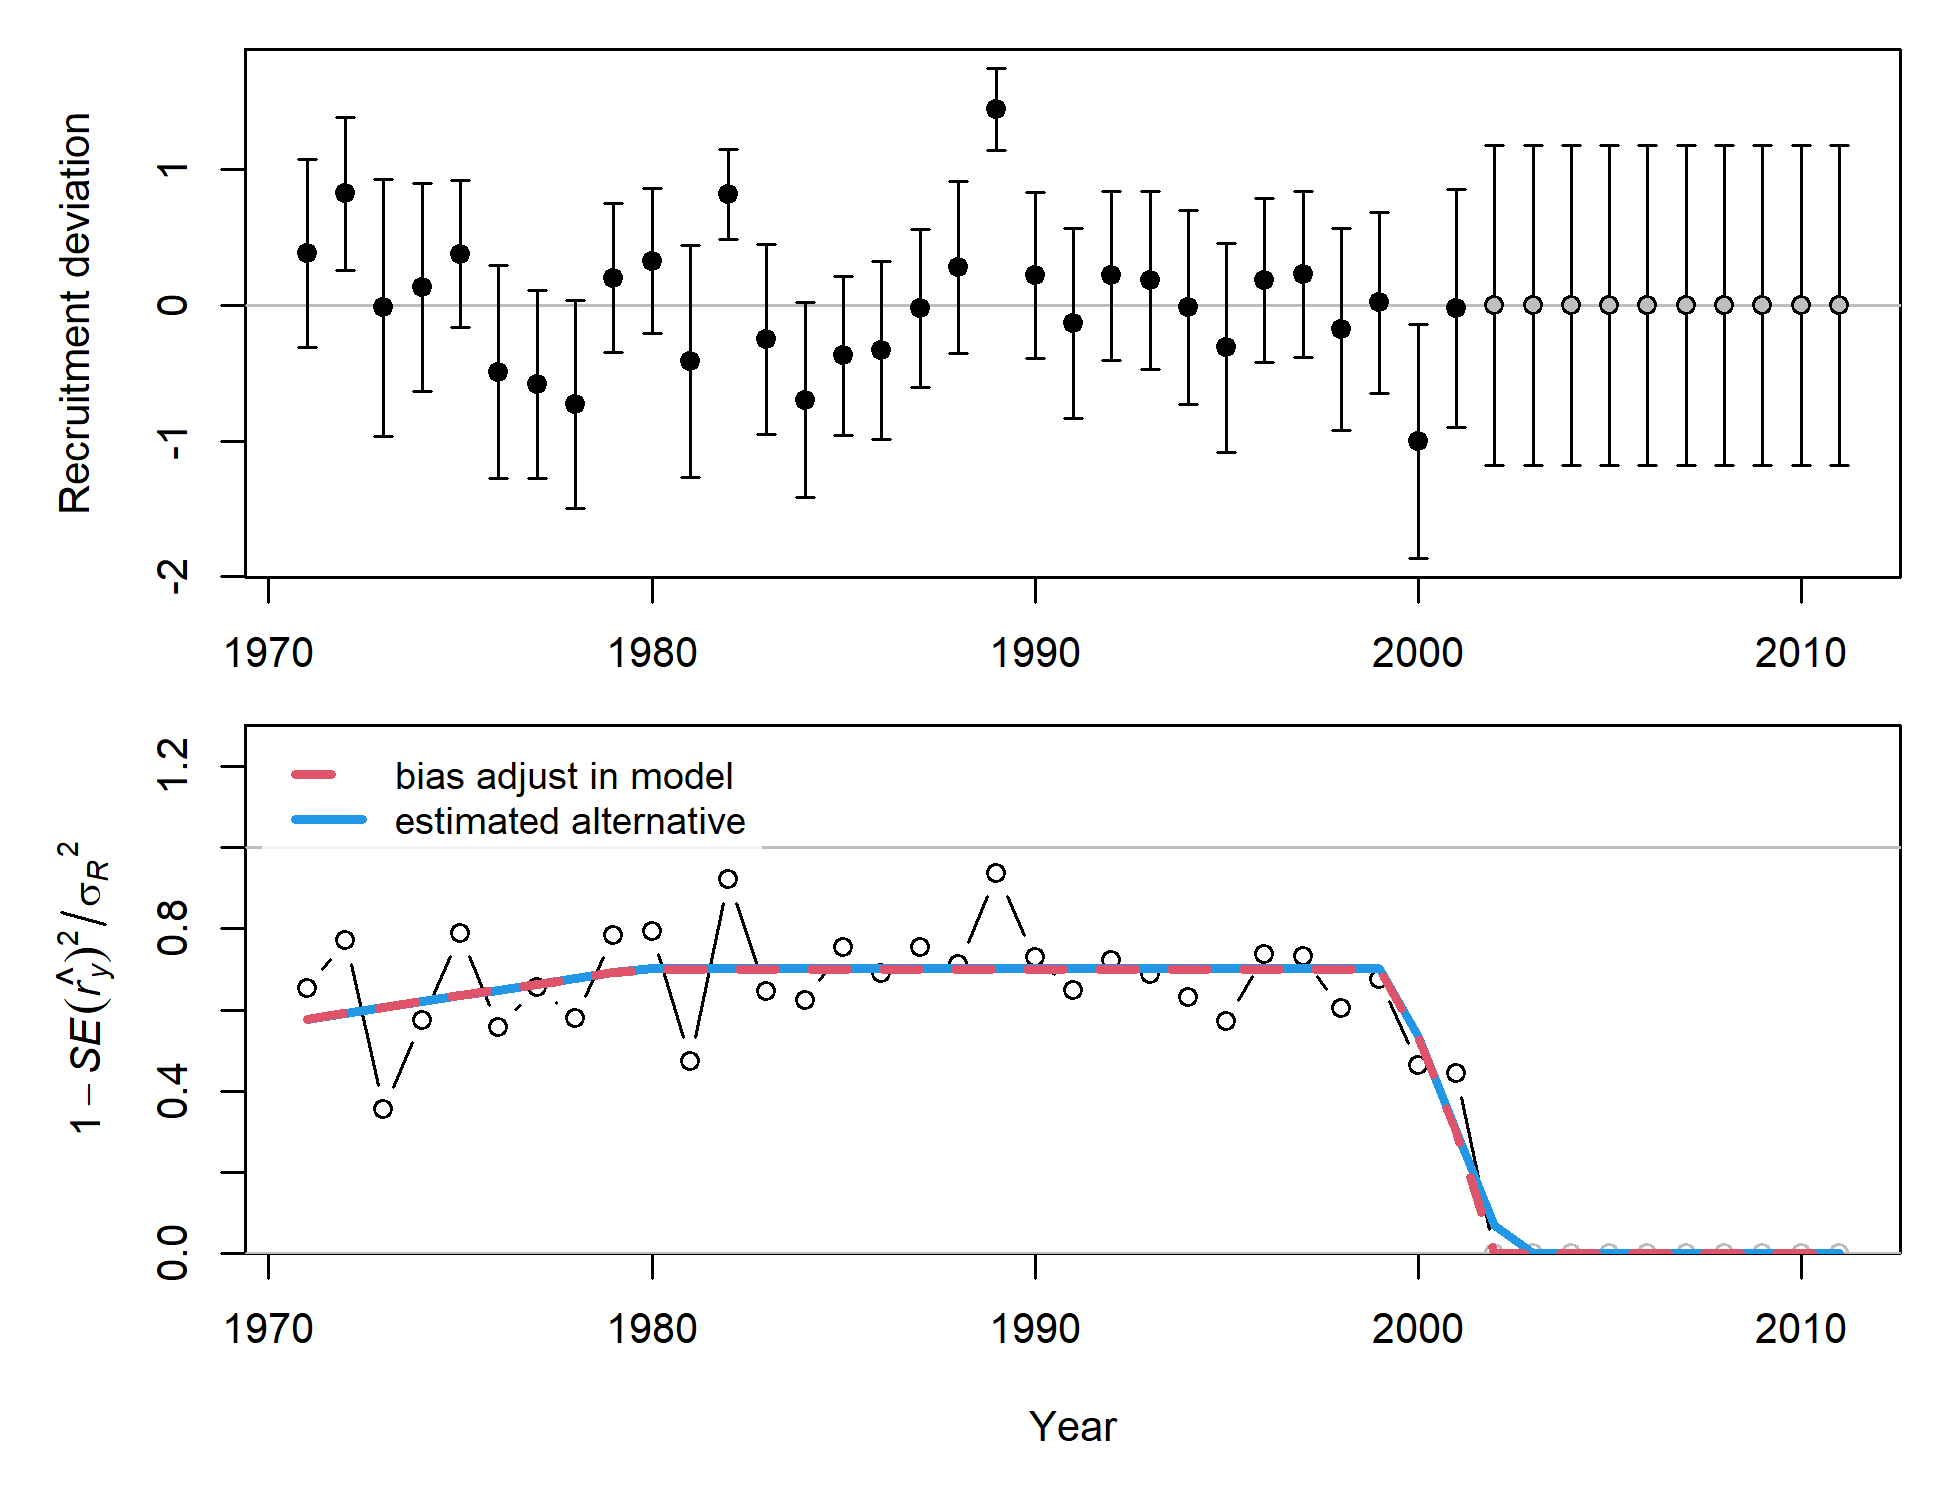 Recruitment deviation
1
0
-1
-2
1970 1980 1990 2000 2010
bias adjust in model
estimated alternative
1 − SE(r̂y)² / σR²
1.2
0.8
0.4
0.0
1970 1980 1990 2000 2010
Year